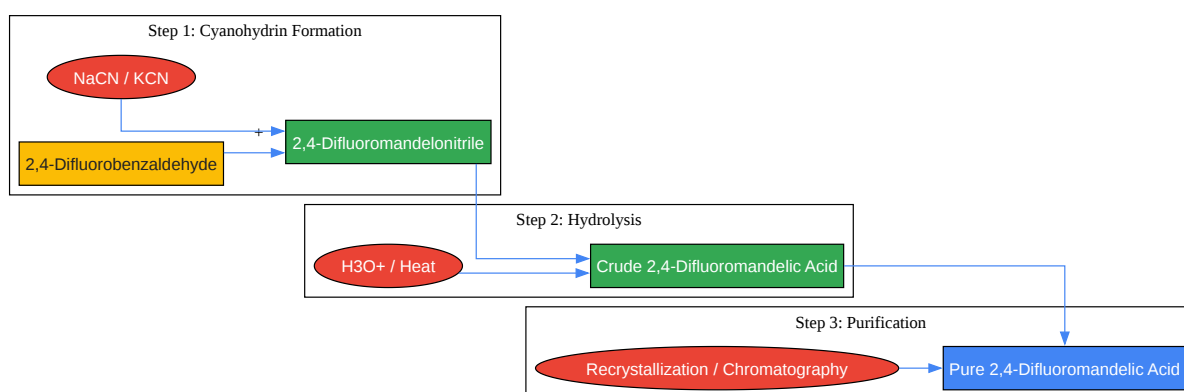 Step 1: Cyanohydrin Formation
NaCN / KCN
+
2,4-Difluoromandelonitrile
2,4-Difluorobenzaldehyde
Step 2: Hydrolysis
H3O+ / Heat
Crude 2,4-Difluoromandelic Acid
Step 3: Purification
Recrystallization / Chromatography
Pure 2,4-Difluoromandelic Acid